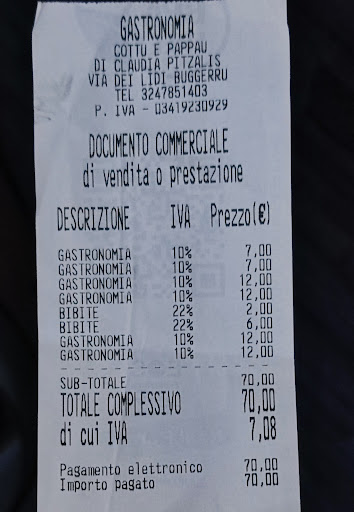 GASTRONOMIA
COTTU E PAPPAU
DI CLAUDIA PITZALIS
VIA DEI LIDI BUGGERRU
TEL 3247851403
P. IVA - 03419230929
DOCUMENTO COMMERCIALE
di vendita o prestazione
DESCRIZIONE IVA Prezzo(€)
GASTRONOMIA 10% 7,00
GASTRONOMIA 10% 7,00
GASTRONOMIA 10% 12,00
GASTRONOMIA 10% 12,00
BIBITE 22% 2,00
BIBITE 22% 6,00
GASTRONOMIA 10% 12,00
GASTRONOMIA 10% 12,00
SUB-TOTALE 70,00
TOTALE COMPLESSIVO 70,00
di cui IVA 7,08
Pagamento elettronico 70,00
Importo pagato 70,00